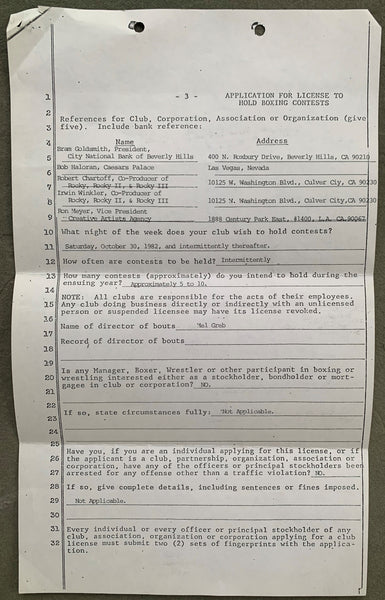 - 3 -
APPLICATION FOR LICENSE TO
HOLD BOXING CONTESTS
1
2 References for Club, Corporation, Association or Organization (give
3 five). Include bank reference:
4 Name Address
Bram Goldsmith, President,
5 City National Bank of Beverly Hills 400 N. Roxbury Drive, Beverly Hills, CA 90210
6 Bob Haloran, Caesars Palace Las Vegas, Nevada
Robert Chartoff, Co-Producer of
7 Rocky, Rocky II, & Rocky III 10125 W. Washington Blvd., Culver City, CA 90230
Irwin Winkler, Co-Producer of
8 Rocky, Rocky II, & Rocky III 10125 W. Washington Blvd., Culver City, CA 90230
Ron Meyer, Vice President
9 Creative Artists Agency 1888 Century Park East, #1400, L.A. CA. 90067
10 What night of the week does your club wish to hold contests?
11 Saturday, October 30, 1982, and intermittently thereafter.
12 How often are contests to be held? Intermittently
13 How many contests (approximately) do you intend to hold during the
14 ensuing year? Approximately 5 to 10.
15 NOTE: All clubs are responsible for the acts of their employees.
Any club doing business directly or indirectly with an unlicensed
16 person or suspended licensee may have its license revoked.
17 Name of director of bouts Mel Greb
18 Record of director of bouts
19
20 Is any Manager, Boxer, Wrestler or other participant in boxing or
wrestling interested either as a stockholder, bondholder or mort-
21 gagee in club or corporation? NO.
22
23 If so, state circumstances fully: Not Applicable.
24
25
Have you, if you are an individual applying for this license, or if
26 the applicant is a club, partnership, organization, association or
corporation, have any of the officers or principal stockholders been
27 arrested for any offense other than a traffic violation? NO.
28 If so, give complete details, including sentences or fines imposed.
29 Not Applicable.
30
31 Every individual or every officer or principal stockholder of any
club, association, organization or corporation applying for a club
32 license must submit two (2) sets of fingerprints with the applica-
tion.